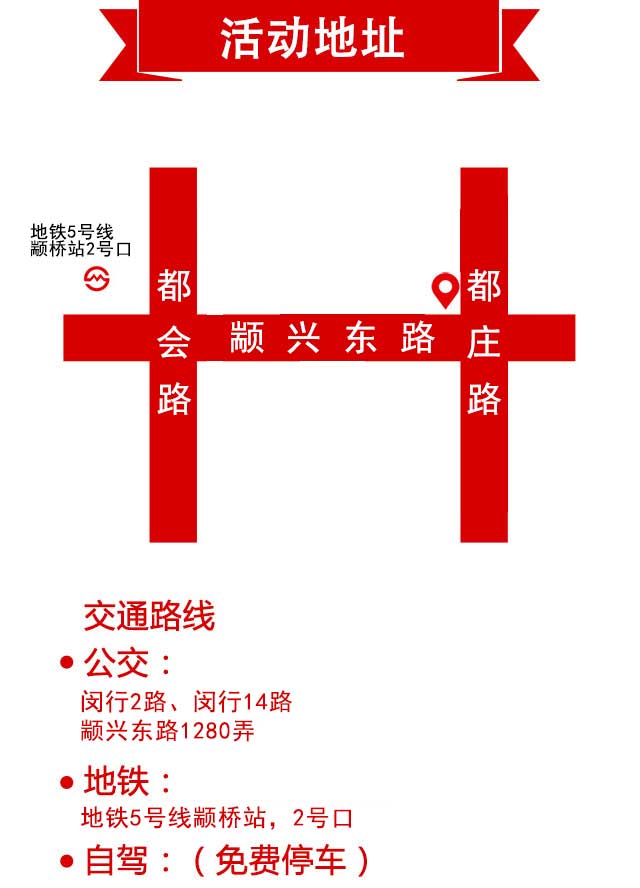 活动地址
地铁5号线
颛桥站2号口
都会路
颛兴东路
都庄路
交通路线
公交：
闵行2路、闵行14路
颛兴东路1280弄
地铁：
地铁5号线颛桥站，2号口
自驾：（免费停车）